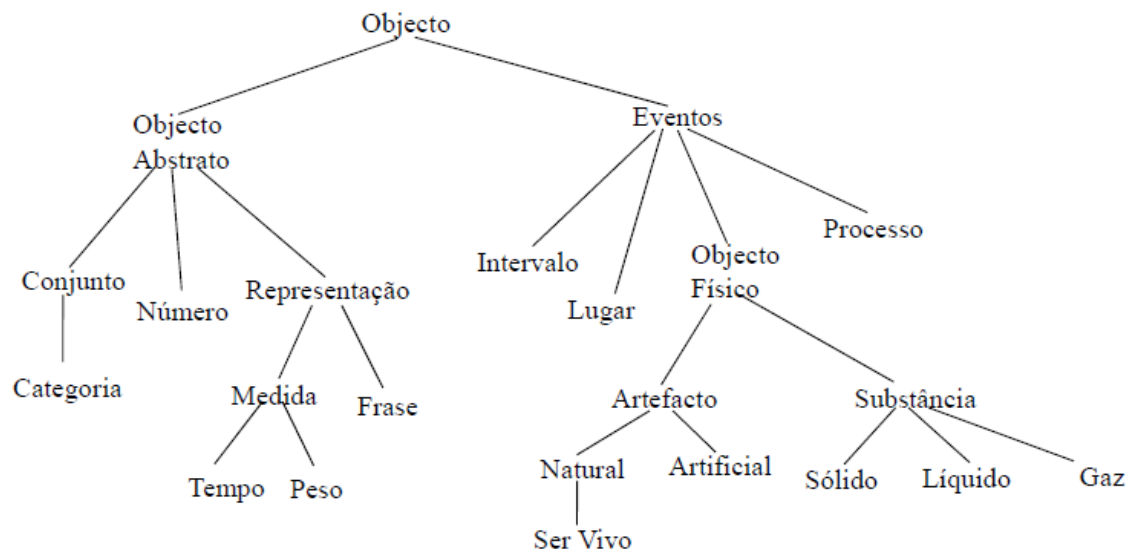 Objecto
Objecto
Abstrato
Eventos
Conjunto
Número
Representação
Intervalo
Lugar
Objecto
Físico
Processo
Categoria
Medida
Frase
Artefacto
Substância
Tempo
Peso
Natural
Artificial
Sólido
Líquido
Gaz
Ser Vivo